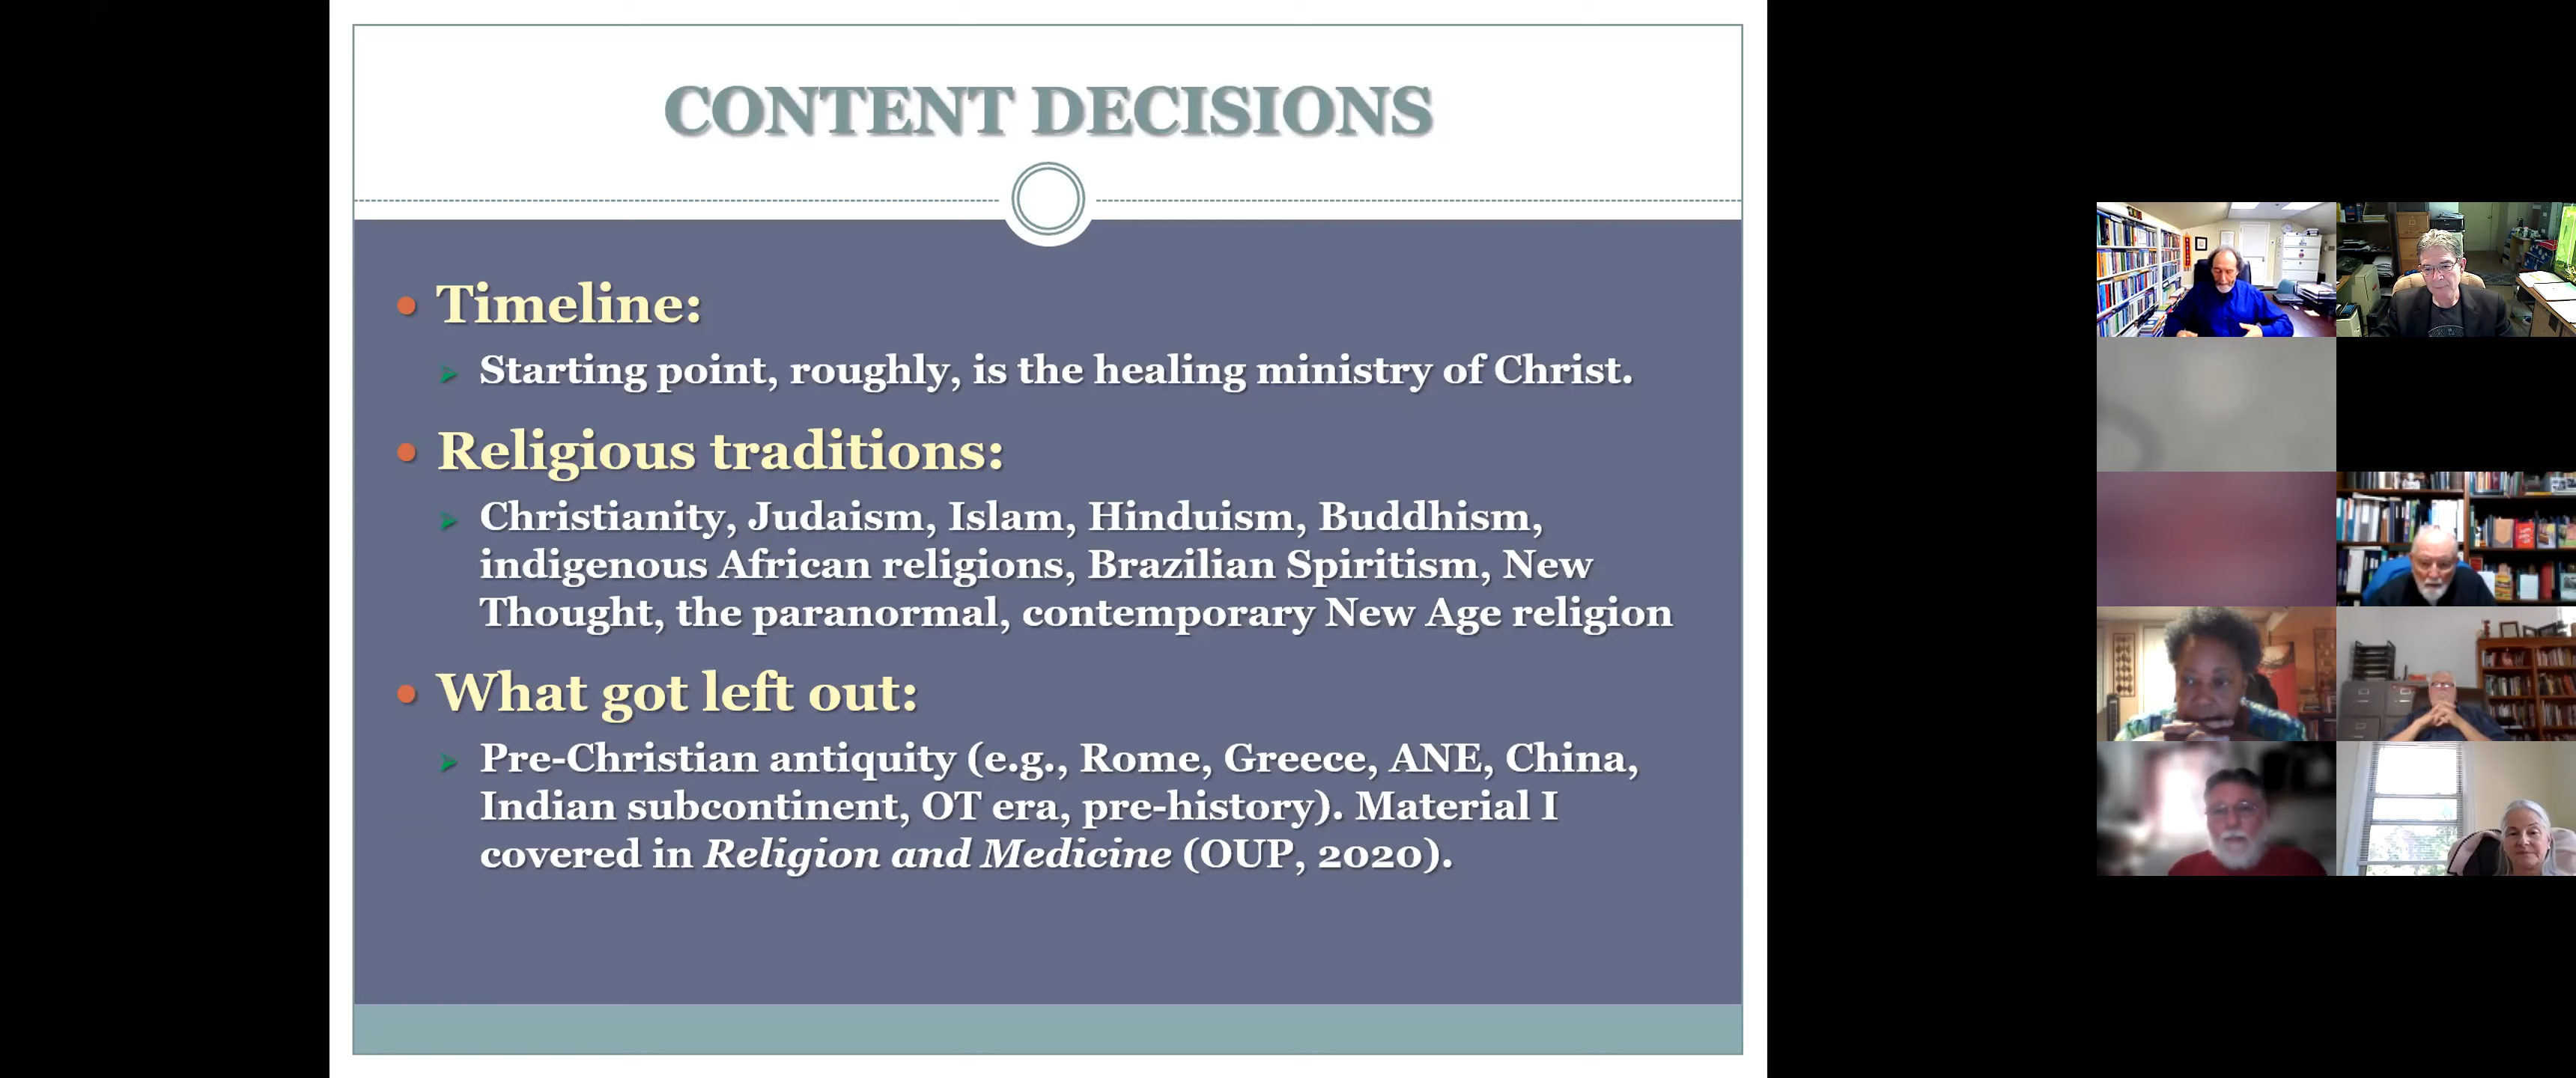 CONTENT DECISIONS
Timeline:
Starting point, roughly, is the healing ministry of Christ.
Religious traditions:
Christianity, Judaism, Islam, Hinduism, Buddhism,
indigenous African religions, Brazilian Spiritism, New
Thought, the paranormal, contemporary New Age religion
What got left out:
Pre-Christian antiquity (e.g., Rome, Greece, ANE, China,
Indian subcontinent, OT era, pre-history). Material I
covered in Religion and Medicine (OUP, 2020).